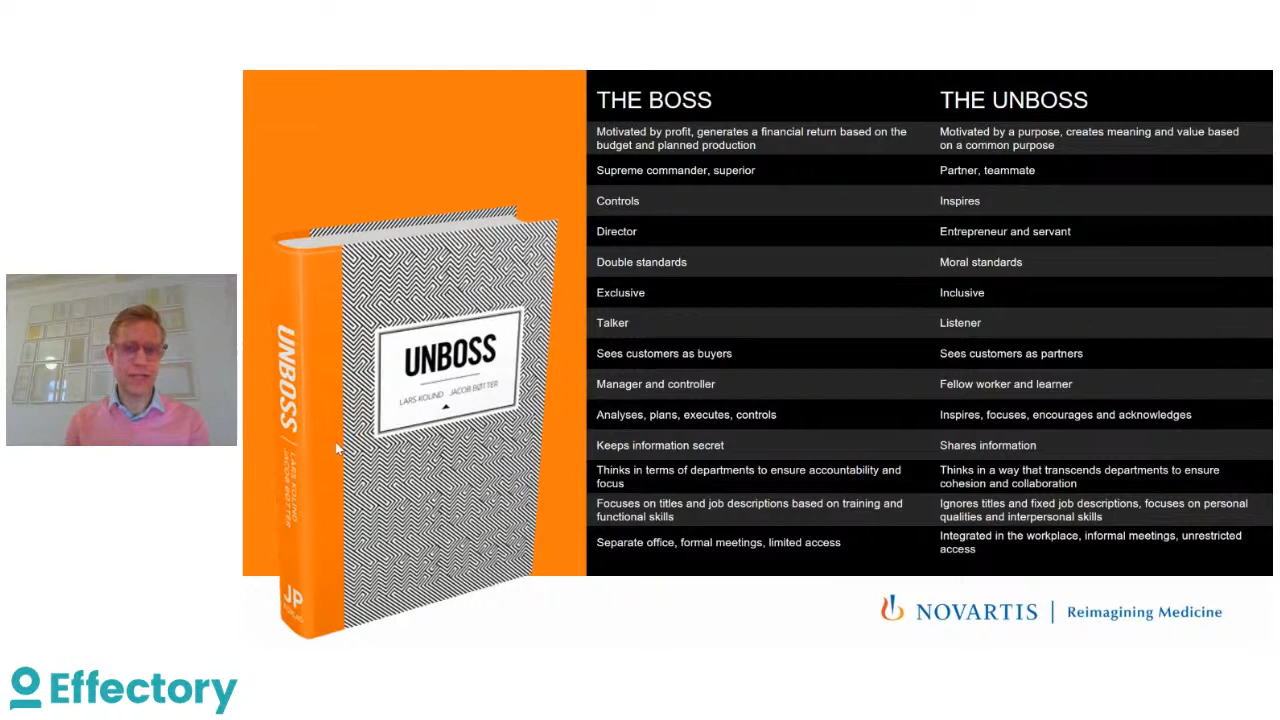 THE BOSS
THE UNBOSS
Motivated by profit, generates a financial return based on the
budget and planned production
Motivated by a purpose, creates meaning and value based
on a common purpose
Supreme commander, superior
Partner, teammate
Controls
Inspires
Director
Entrepreneur and servant
Double standards
Moral standards
Exclusive
Inclusive
Talker
Listener
Sees customers as buyers
Sees customers as partners
Manager and controller
Fellow worker and learner
Analyses, plans, executes, controls
Inspires, focuses, encourages and acknowledges
Keeps information secret
Shares information
Thinks in terms of departments to ensure accountability and
focus
Thinks in a way that transcends departments to ensure
cohesion and collaboration
Focuses on titles and job descriptions based on training and
functional skills
Ignores titles and fixed job descriptions, focuses on personal
qualities and interpersonal skills
Separate office, formal meetings, limited access
Integrated in the workplace, informal meetings, unrestricted
access
UNBOSS
LARS KOLIND JACOB BØTTER
UNBOSS
LARS KOLIND
JACOB BØTTER
JP
NOVARTIS | Reimagining Medicine
Effectory